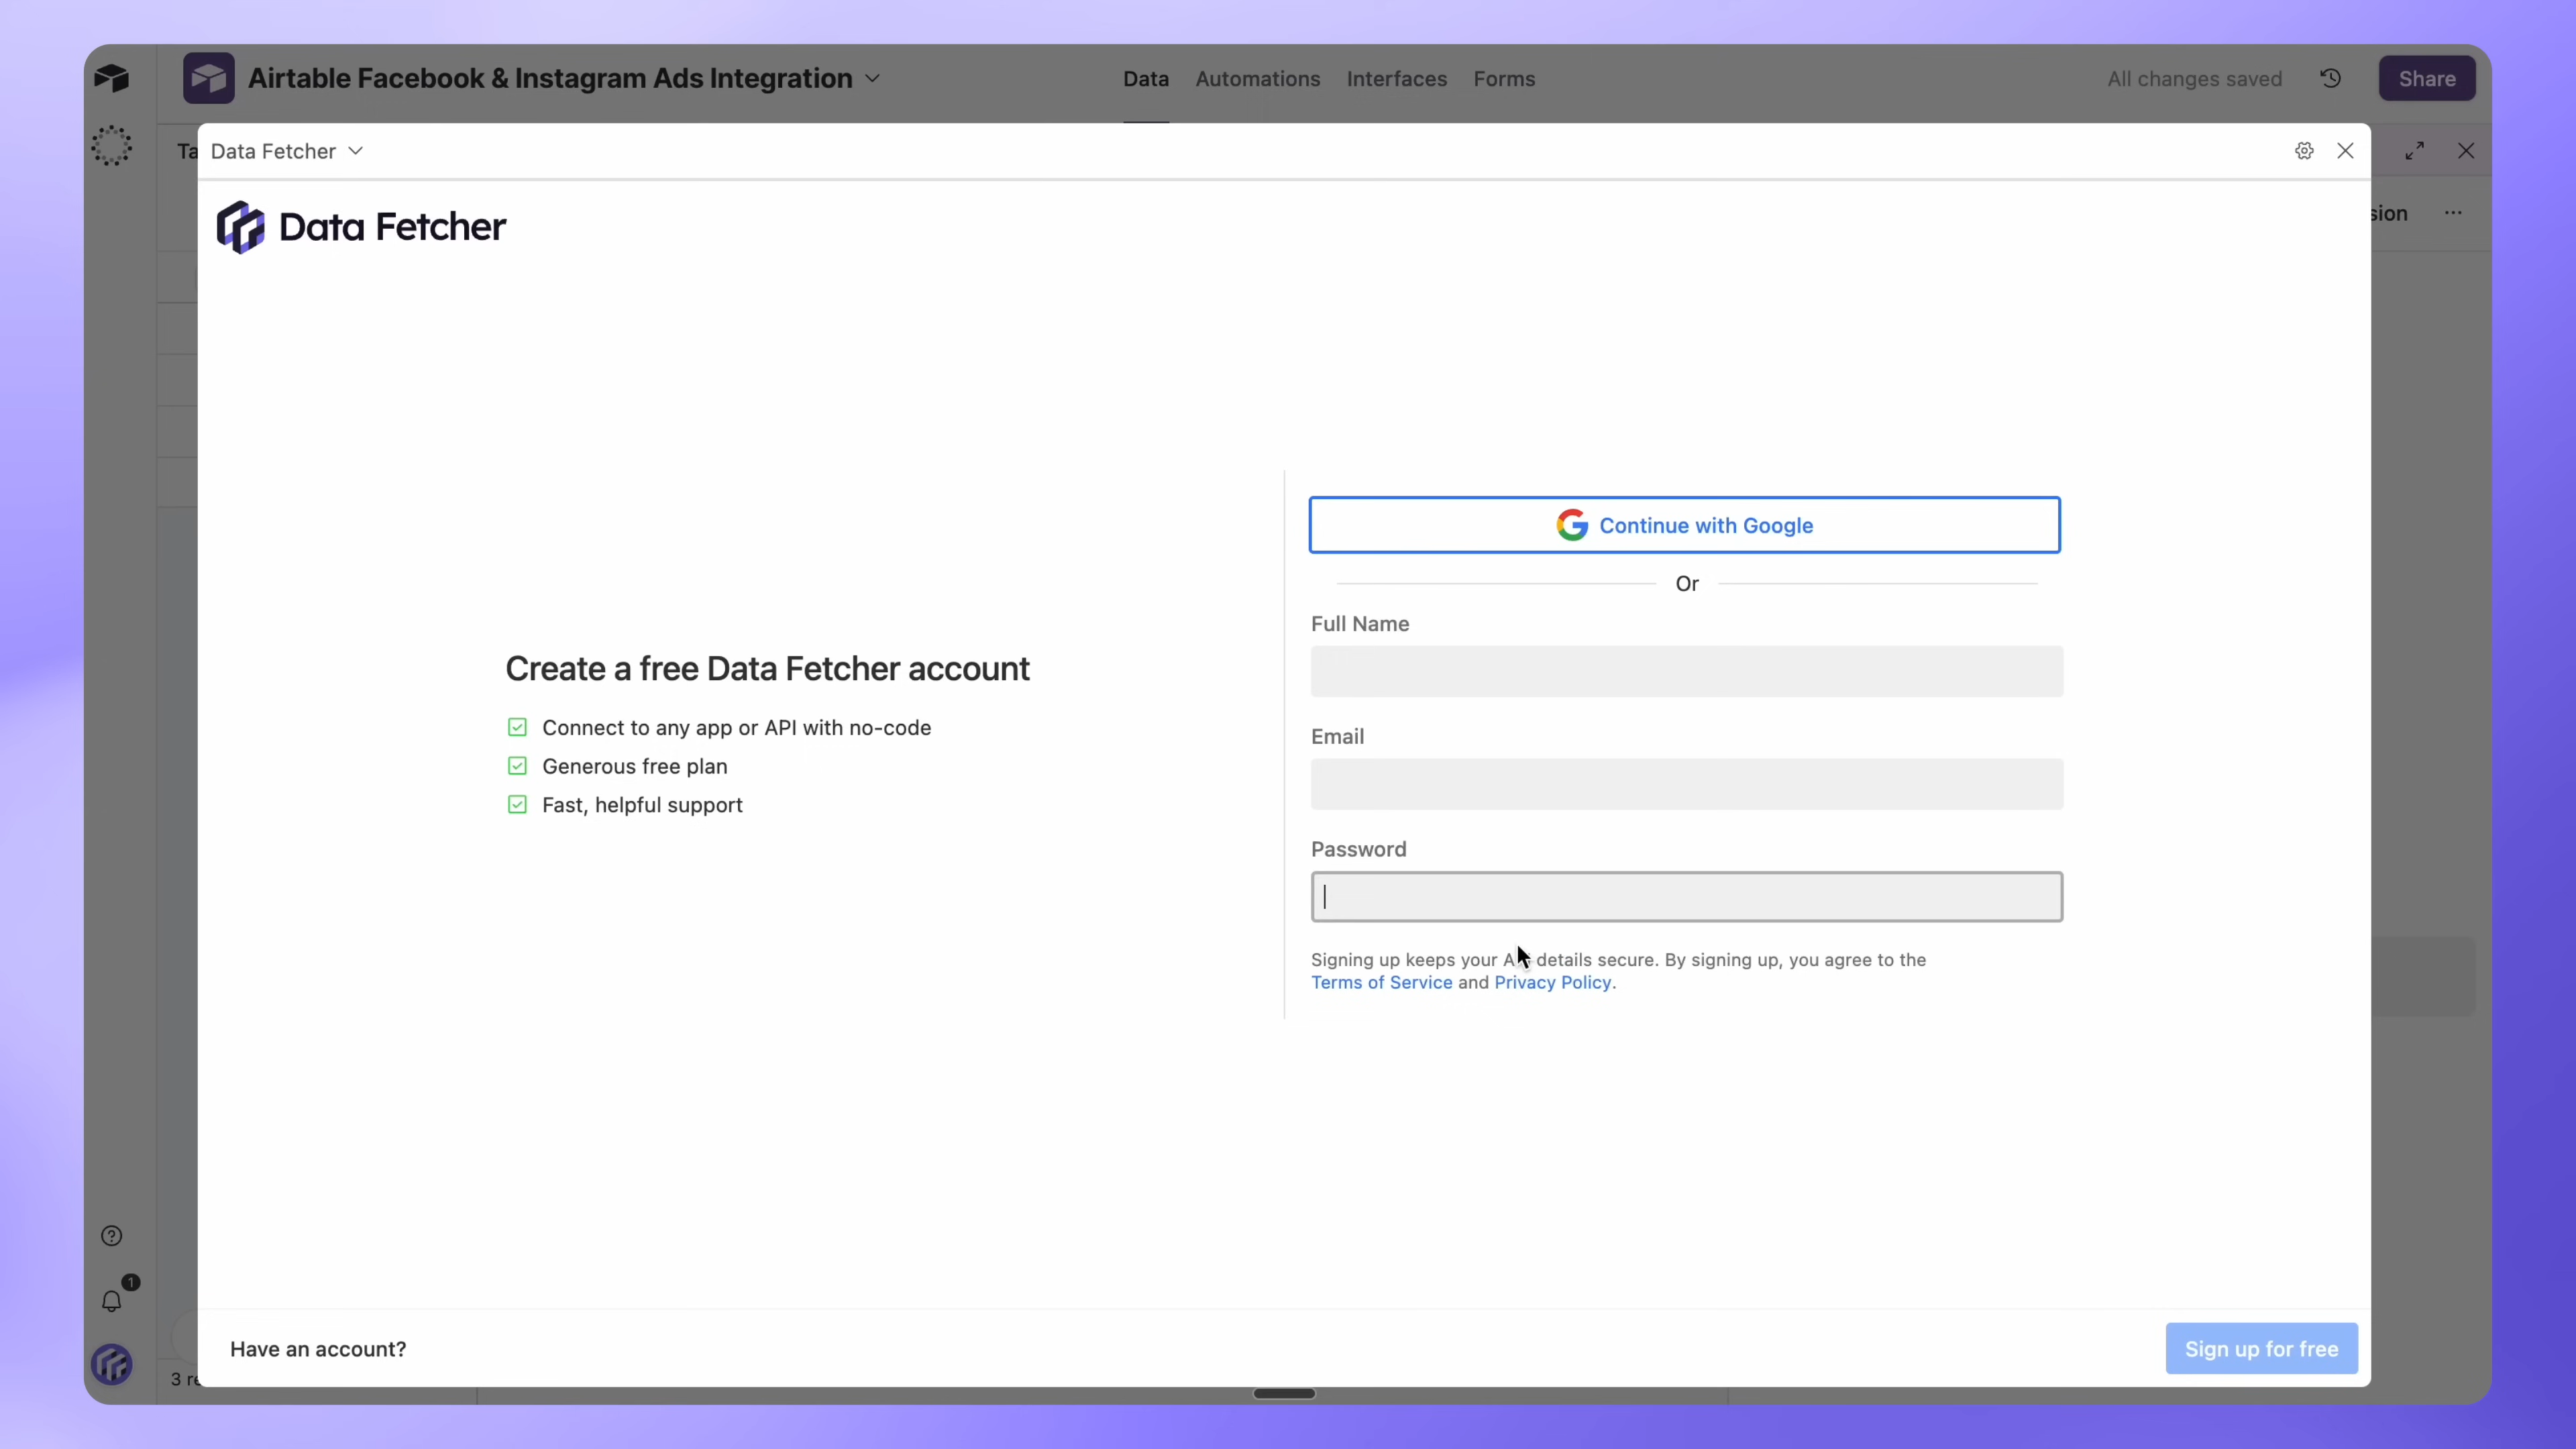 Airtable Facebook & Instagram Ads Integration
Data Automations Interfaces Forms
All changes saved
Share
Data Fetcher
Data Fetcher
Continue with Google
Or
Full Name
Email
Create a free Data Fetcher account
Connect to any app or API with no-code
Generous free plan
Fast, helpful support
Password
Signing up keeps your details secure. By signing up, you agree to the
Terms of Service and Privacy Policy.
1
Have an account?
Sign up for free
3